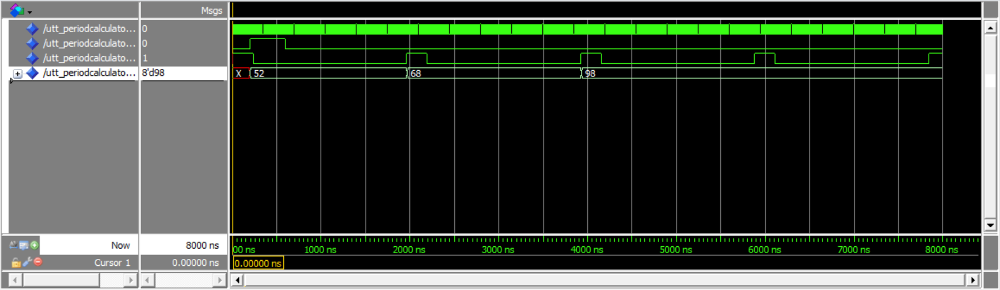 Msgs
/utt_periodcalculato... 0
/utt_periodcalculato... 0
/utt_periodcalculato... 1
/utt_periodcalculato... 8'd98 X 52 68 98
Now 8000 ns 00 ns 1000 ns 2000 ns 3000 ns 4000 ns 5000 ns 6000 ns 7000 ns 8000 ns
Cursor 1 0.00000 ns 0.00000 ns